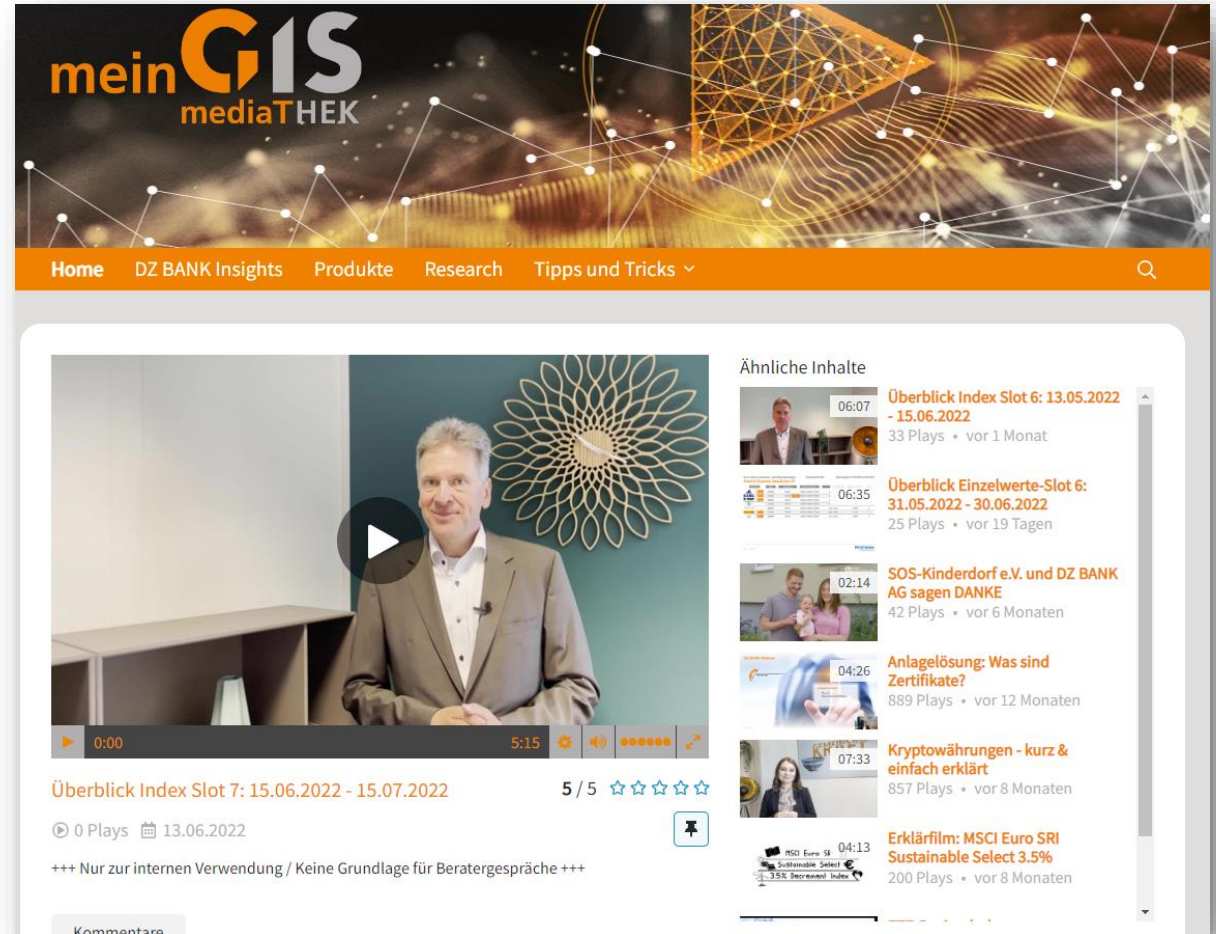 mein GIS
mediaTHEK
Home DZ BANK Insights Produkte Research Tipps und Tricks
Ähnliche Inhalte
06:07
Überblick Index Slot 6: 13.05.2022
- 15.06.2022
33 Plays • vor 1 Monat
06:35
Überblick Einzelwerte-Slot 6:
31.05.2022 - 30.06.2022
25 Plays • vor 19 Tagen
02:14
SOS-Kinderdorf e.V. und DZ BANK
AG sagen DANKE
42 Plays • vor 6 Monaten
04:26
Anlagelösung: Was sind
Zertifikate?
889 Plays • vor 12 Monaten
07:33
Kryptowährungen - kurz &
einfach erklärt
857 Plays • vor 8 Monaten
MSCI Euro
Sustainable Select
3.5% Decrement Index
04:13
Erklärfilm: MSCI Euro SRI
Sustainable Select 3.5%
200 Plays • vor 8 Monaten
0:00 5:15
Überblick Index Slot 7: 15.06.2022 - 15.07.2022
5 / 5
0 Plays 13.06.2022
+++ Nur zur internen Verwendung / Keine Grundlage für Beratergespräche +++
Kommentare